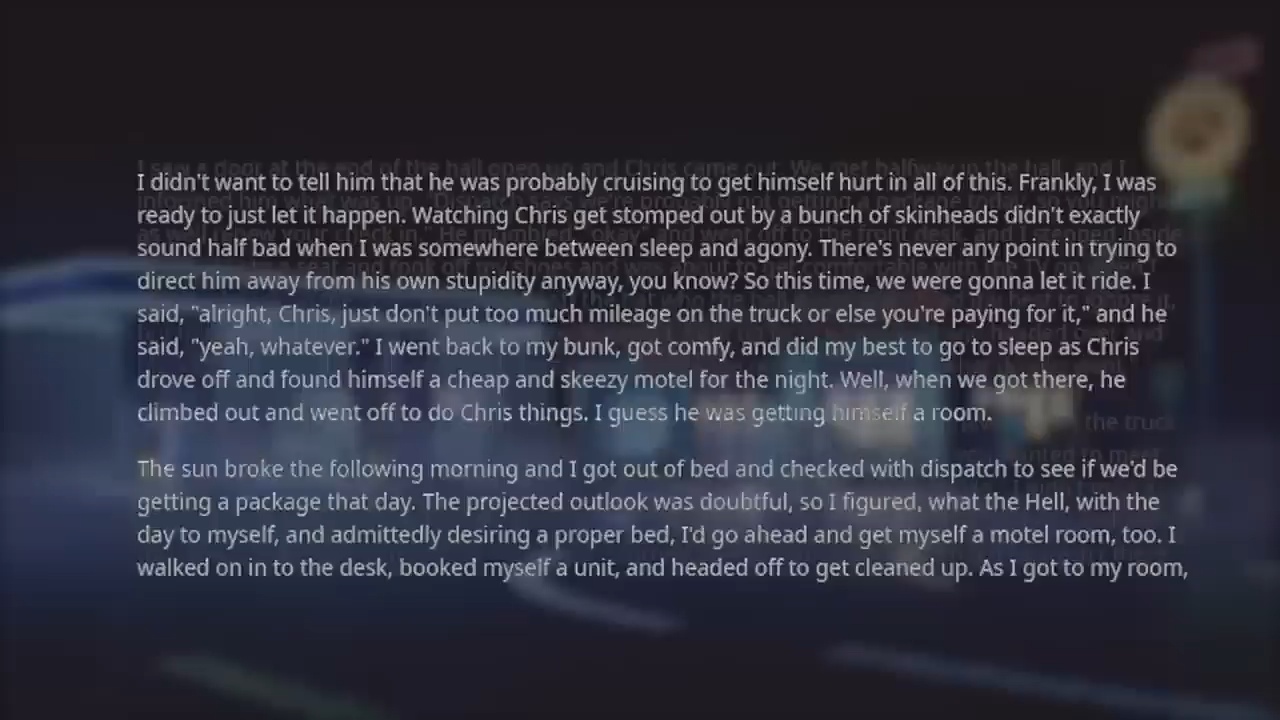 I didn't want to tell him that he was probably cruising to get himself hurt in all of this. Frankly, I was
ready to just let it happen. Watching Chris get stomped out by a bunch of skinheads didn't exactly
sound half bad when I was somewhere between sleep and agony. There's never any point in trying to
direct him away from his own stupidity anyway, you know? So this time, we were gonna let it ride. I
said, "alright, Chris, just don't put too much mileage on the truck or else you're paying for it," and he
said, "yeah, whatever." I went back to my bunk, got comfy, and did my best to go to sleep as Chris
drove off and found himself a cheap and skeezy motel for the night. Well, when we got there, he
climbed out and went off to do Chris things. I guess he was getting himself a room.
The sun broke the following morning and I got out of bed and checked with dispatch to see if we'd be
getting a package that day. The projected outlook was doubtful, so I figured, what the Hell, with the
day to myself, and admittedly desiring a proper bed, I'd go ahead and get myself a motel room, too. I
walked on in to the desk, booked myself a unit, and headed off to get cleaned up. As I got to my room,